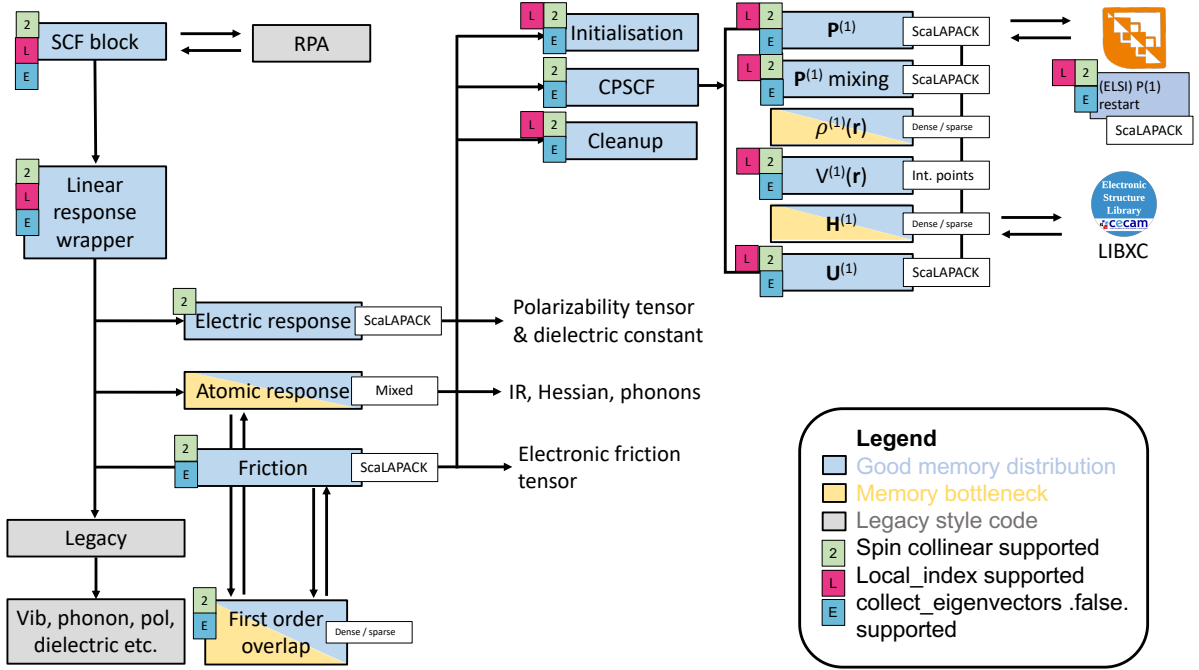 2
SCF block
L
E
RPA
2
L
E
Linear
response
wrapper
2
Electric response
ScaLAPACK
Polarizability tensor
& dielectric constant
Atomic response
Mixed
IR, Hessian, phonons
2
E
Friction
ScaLAPACK
Electronic friction
tensor
Legacy
Vib, phonon, pol,
dielectric etc.
2
E
First order
overlap
Dense / sparse
L 2
E
Initialisation
2
E
CPSCF
L 2
E
Cleanup
L 2
E
P⁽¹⁾
ScaLAPACK
L 2
E
P⁽¹⁾ mixing
ScaLAPACK
ρ⁽¹⁾(r)
Dense / sparse
L 2
E
V⁽¹⁾(r)
Int. points
H⁽¹⁾
Dense / sparse
L 2
E
U⁽¹⁾
ScaLAPACK
L 2
E
(ELSI) P(1)
restart
ScaLAPACK
Electronic
Structure
Library
cecam
LIBXC
Legend
Good memory distribution
Memory bottleneck
Legacy style code
2 Spin collinear supported
L Local_index supported
E collect_eigenvectors .false.
supported